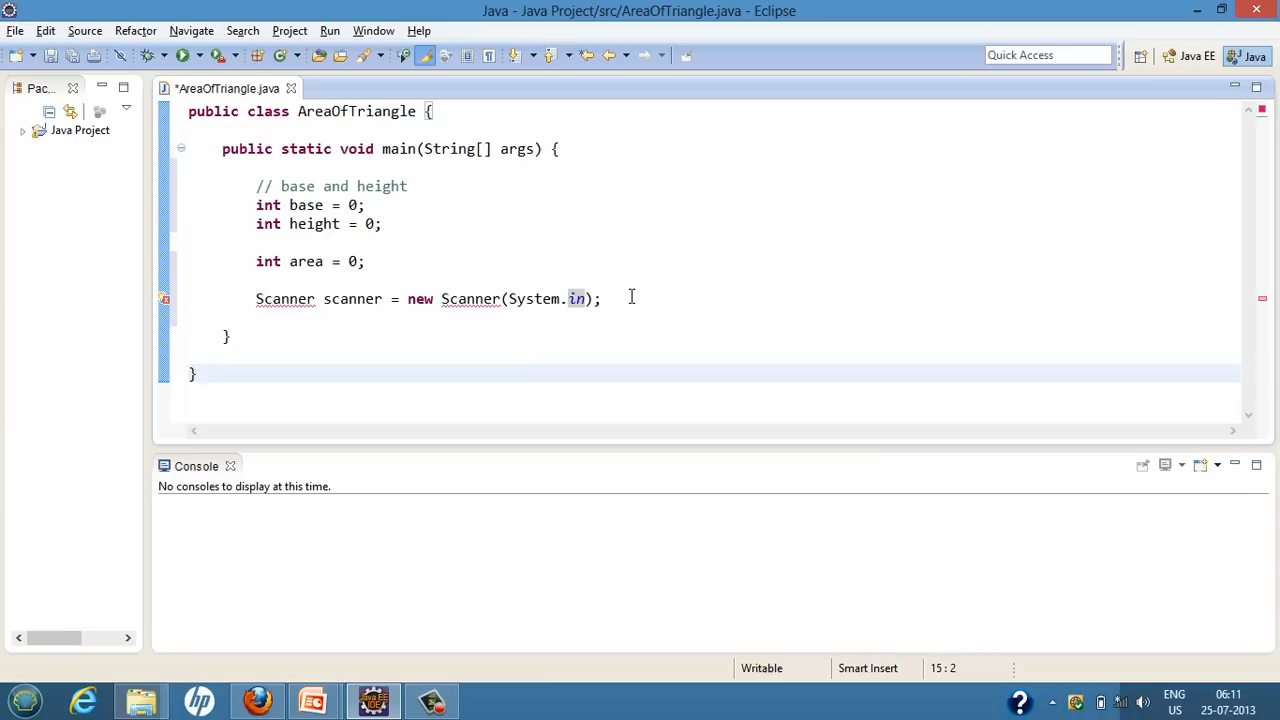 Java - Java Project/src/AreaOfTriangle.java - Eclipse
File Edit Source Refactor Navigate Search Project Run Window Help
Quick Access
Java EE
Java
Pac...
*AreaOfTriangle.java
Java Project
public class AreaOfTriangle {
public static void main(String[] args) {
// base and height
int base = 0;
int height = 0;
int area = 0;
Scanner scanner = new Scanner(System.in);
}
}
Console
No consoles to display at this time.
Writable
Smart Insert
15 : 2
ENG 06:11
US 25-07-2013